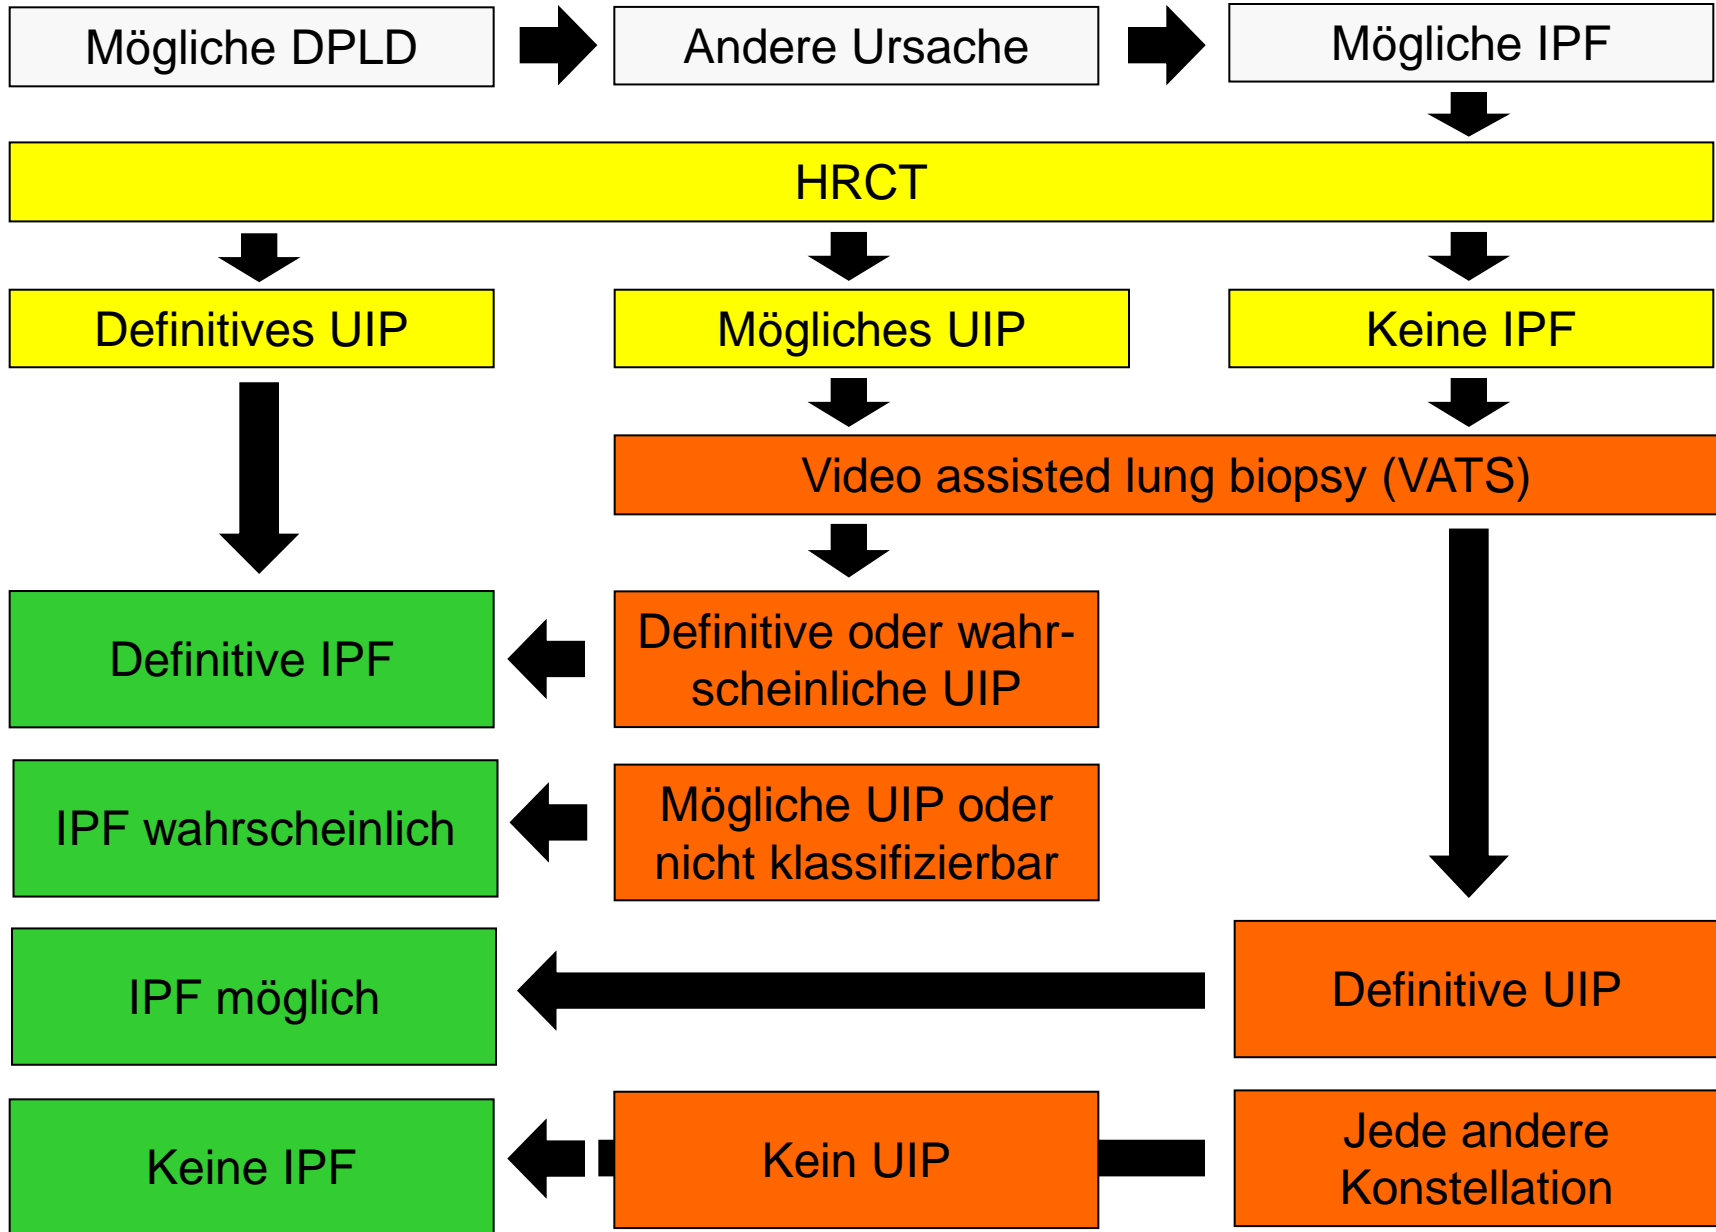 Mögliche DPLD
Andere Ursache
Mögliche IPF
HRCT
Definitives UIP
Mögliches UIP
Keine IPF
Video assisted lung biopsy (VATS)
Definitive IPF
Definitive oder wahr-
scheinliche UIP
IPF wahrscheinlich
Mögliche UIP oder
nicht klassifizierbar
IPF möglich
Definitive UIP
Keine IPF
Kein UIP
Jede andere
Konstellation